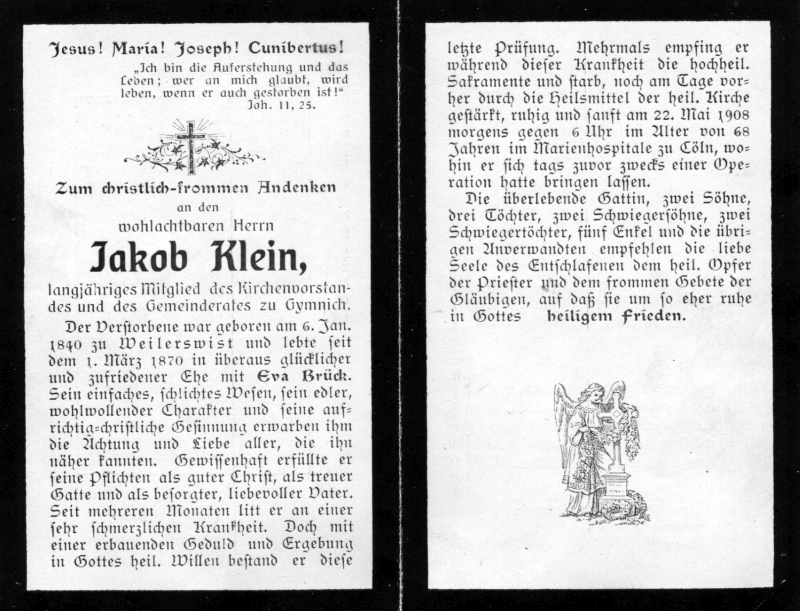 Jesus! Maria! Joseph! Cunibertus!
„Ich bin die Auferstehung und das
Leben; wer an mich glaubt, wird
leben, wenn er auch gestorben ist!“
Joh. 11, 25.
Zum christlich-frommen Andenken
an den
wohlachtbaren Herrn
Jakob Klein,
langjähriges Mitglied des Kirchenvorstan-
des und des Gemeinderates zu Gymnich.
Der Verstorbene war geboren am 6. Jan.
1840 zu Weilerswist und lebte seit
dem 1. März 1870 in überaus glücklicher
und zufriedener Ehe mit Eva Brück.
Sein einfaches, schlichtes Wesen, sein edler,
wohlwollender Charakter und seine auf-
richtig-christliche Gesinnung erwarben ihm
die Achtung und Liebe aller, die ihn
näher kannten. Gewissenhaft erfüllte er
seine Pflichten als guter Christ, als treuer
Gatte und als besorgter, liebevoller Vater.
Seit mehreren Monaten litt er an einer
sehr schmerzlichen Krankheit. Doch mit
einer erbauenden Geduld und Ergebung
in Gottes heil. Willen bestand er diese
letzte Prüfung. Mehrmals empfing er
während dieser Krankheit die hochheil.
Sakramente und starb, noch am Tage vor-
her durch die Heilsmittel der heil. Kirche
gestärkt, ruhig und sanft am 22. Mai 1908
morgens gegen 6 Uhr im Alter von 68
Jahren im Marienhospitale zu Cöln, wo-
hin er sich tags zuvor zwecks einer Ope-
ration hatte bringen lassen.
Die überlebende Gattin, zwei Söhne,
drei Töchter, zwei Schwiegersöhne, zwei
Schwiegertöchter, fünf Enkel und die übri-
gen Anverwandten empfehlen die liebe
Seele des Entschlafenen dem heil. Opfer
der Priester und dem frommen Gebete der
Gläubigen, auf daß sie um so eher ruhe
in Gottes heiligem Frieden.